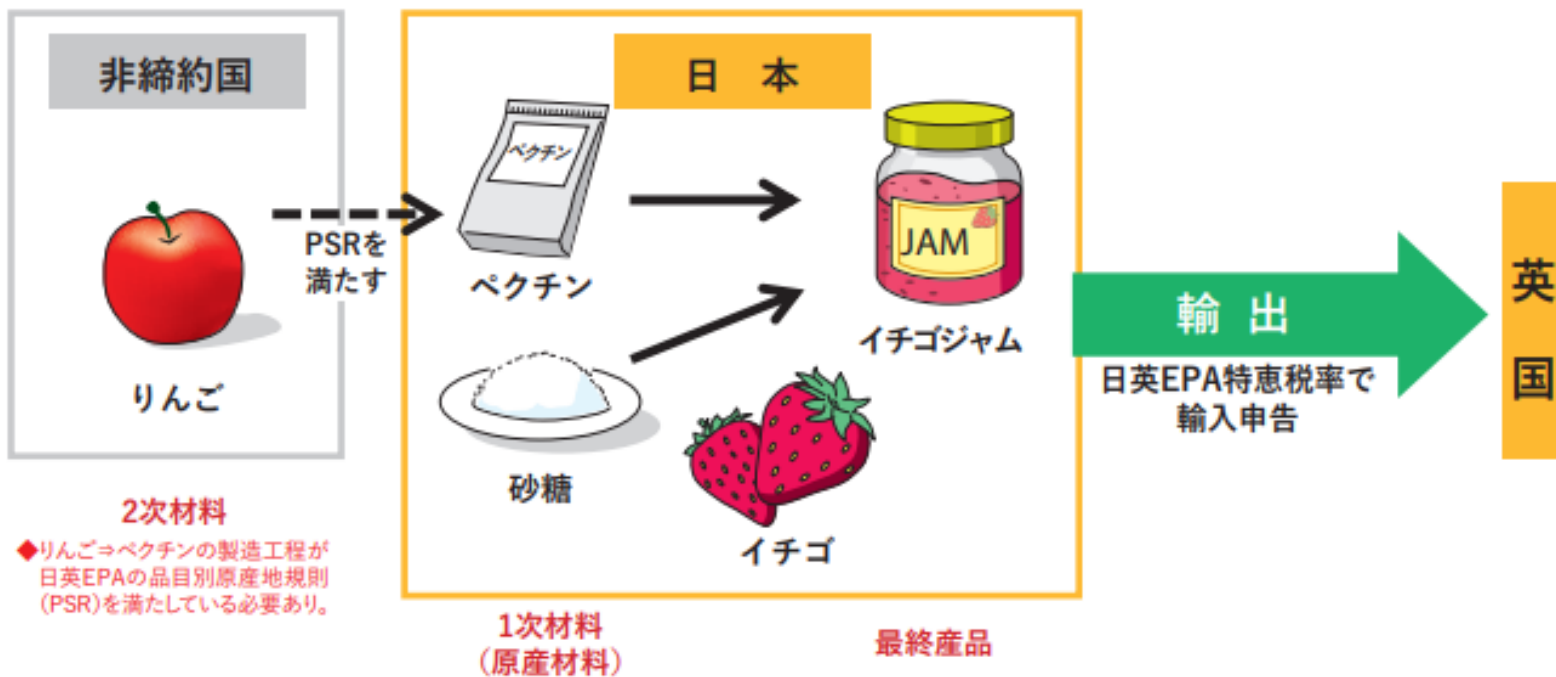 非締約国
りんご
PSRを
満たす
2次材料
◆りんご⇒ペクチンの製造工程が
日英EPAの品目別原産地規則
(PSR)を満たしている必要あり。
日 本
ペクチン
ペクチン
砂糖
イチゴ
JAM
イチゴジャム
1次材料
(原産材料)
最終産品
輸 出
日英EPA特恵税率で
輸入申告
英国